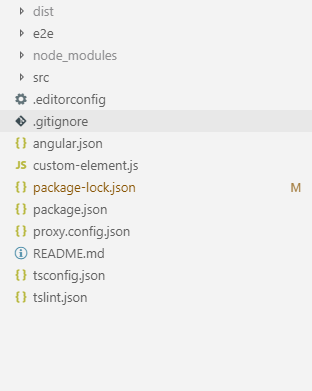 dist
e2e
node_modules
src
.editorconfig
.gitignore
{} angular.json
JS custom-element.js
{} package-lock.json M
{} package.json
{} proxy.config.json
README.md
{} tsconfig.json
{} tslint.json